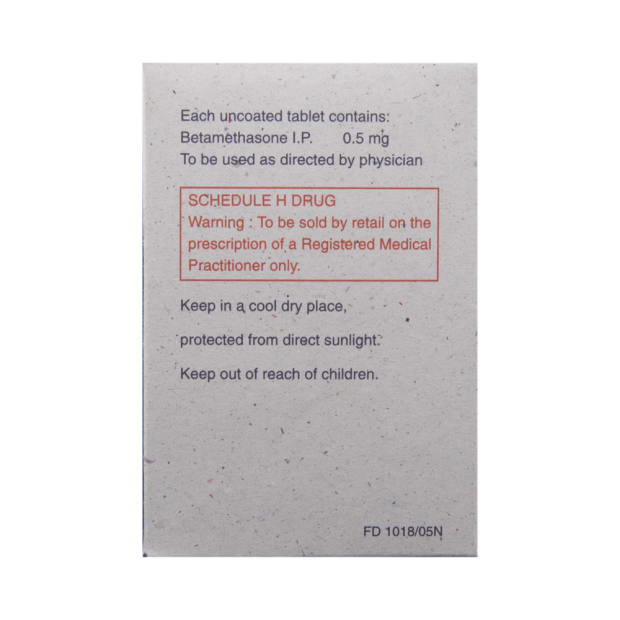 Each uncoated tablet contains:
Betamethasone I.P. 0.5 mg
To be used as directed by physician
SCHEDULE H DRUG
Warning : To be sold by retail on the
prescription of a Registered Medical
Practitioner only.
Keep in a cool dry place,
protected from direct sunlight.
Keep out of reach of children.
FD 1018/05N